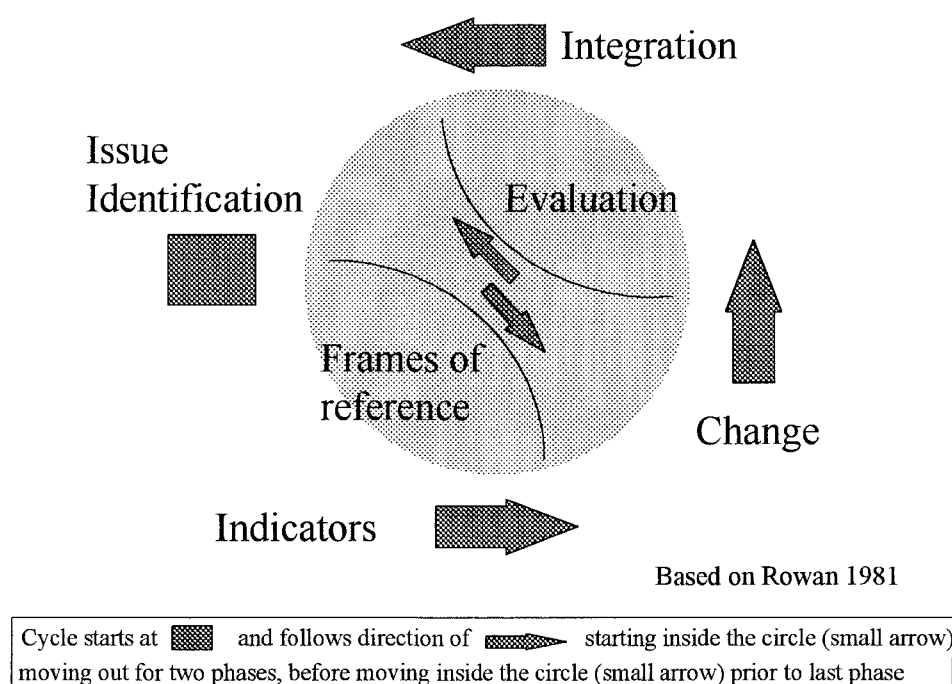 Integration
Issue
Identification
Evaluation
Frames of
reference
Change
Indicators
Based on Rowan 1981
Cycle starts at and follows direction of starting inside the circle (small arrow)
moving out for two phases, before moving inside the circle (small arrow) prior to last phase